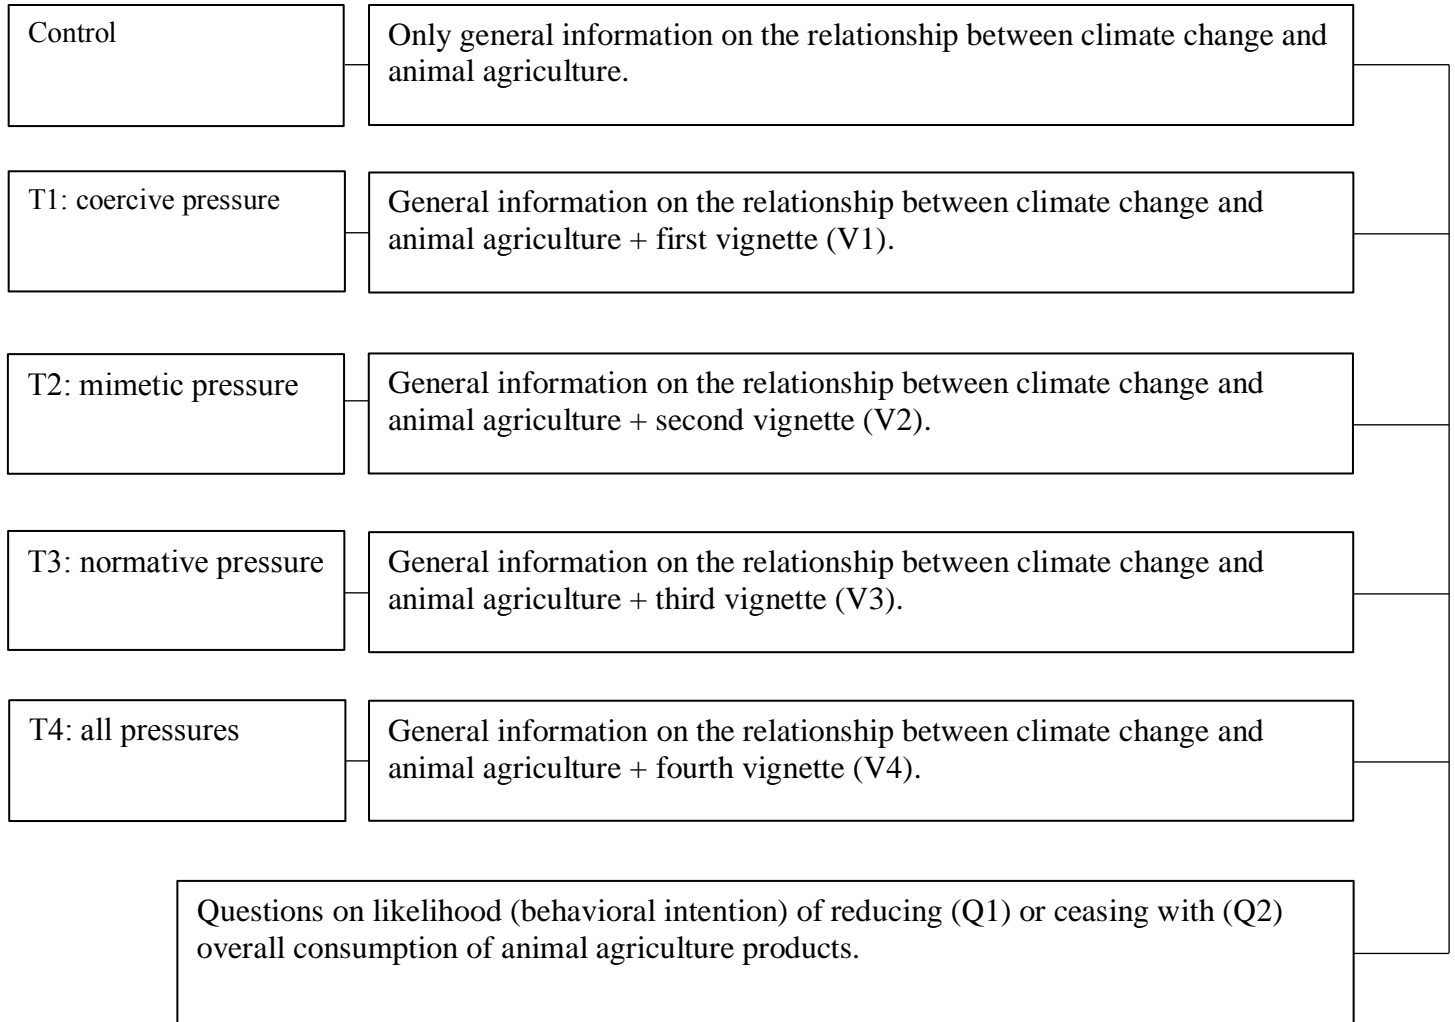 Control
Only general information on the relationship between climate change and
animal agriculture.
T1: coercive pressure
General information on the relationship between climate change and
animal agriculture + first vignette (V1).
T2: mimetic pressure
General information on the relationship between climate change and
animal agriculture + second vignette (V2).
T3: normative pressure
General information on the relationship between climate change and
animal agriculture + third vignette (V3).
T4: all pressures
General information on the relationship between climate change and
animal agriculture + fourth vignette (V4).
Questions on likelihood (behavioral intention) of reducing (Q1) or ceasing with (Q2)
overall consumption of animal agriculture products.